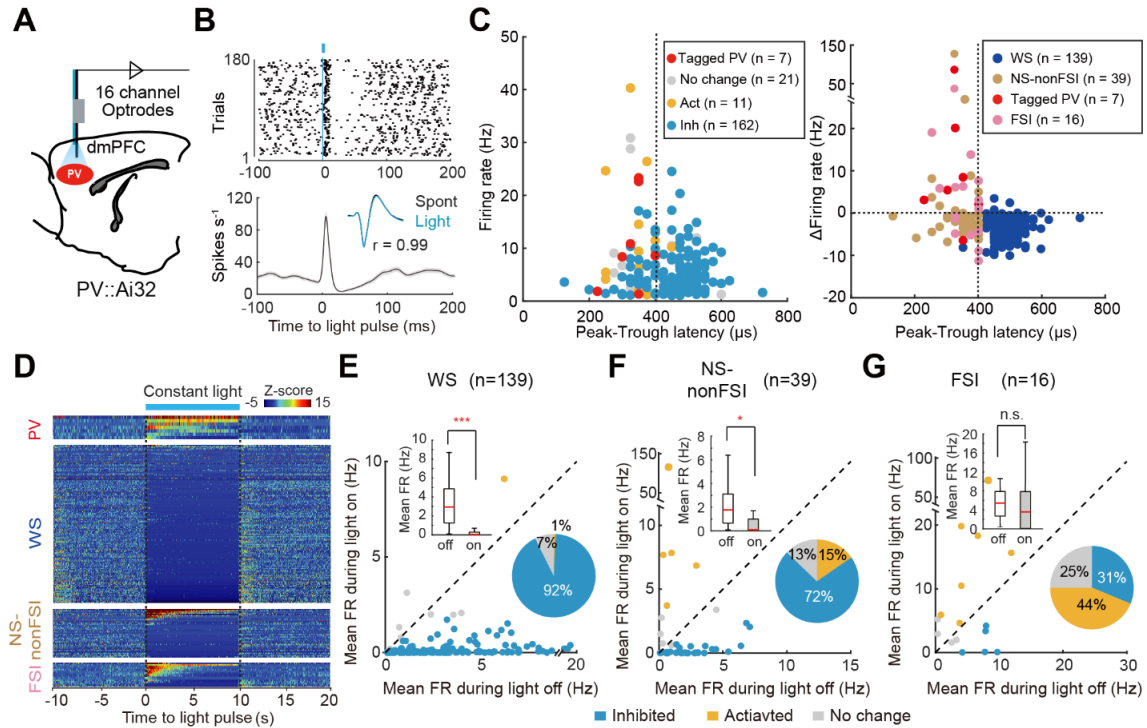 A
16 channel
Optrodes
dmPFC
PV
PV::Ai32
B
180
Trials
1
-100
0
100
200
120
80
40
0
Spikes s⁻¹
Spont
Light
r = 0.99
-100
0
100
200
Time to light pulse (ms)
C
50
40
30
20
10
0
Firing rate (Hz)
Tagged PV (n = 7)
No change (n = 21)
Act (n = 11)
Inh (n = 162)
0
200
400
600
800
Peak-Trough latency (µs)
150
100
50
20
10
0
-10
-20
ΔFiring rate (Hz)
WS (n = 139)
NS-nonFSI (n = 39)
Tagged PV (n = 7)
FSI (n = 16)
0
200
400
600
800
Peak-Trough latency (µs)
D
Constant light
Z-score
-5
15
PV
WS
NS-
nonFSI
FSI
-10
-5
0
5
10
15
20
Time to light pulse (s)
E
WS (n=139)
10
5
0
Mean FR during light on (Hz)
***
10
8
6
4
2
0
Mean FR (Hz)
off
on
1%
7%
92%
0
5
20
Mean FR during light off (Hz)
F
NS-
nonFSI
(n=39)
150
100
50
15
10
5
0
Mean FR during light on (Hz)
*
8
6
4
2
0
Mean FR (Hz)
off
on
13%
15%
72%
0
5
10
15
Mean FR during light off (Hz)
G
FSI (n=16)
150
100
50
30
20
10
0
Mean FR during light on (Hz)
n.s.
20
16
12
8
4
0
Mean FR (Hz)
off
on
25%
31%
44%
0
10
20
30
Mean FR during light off (Hz)
Inhibited
Actiavted
No change